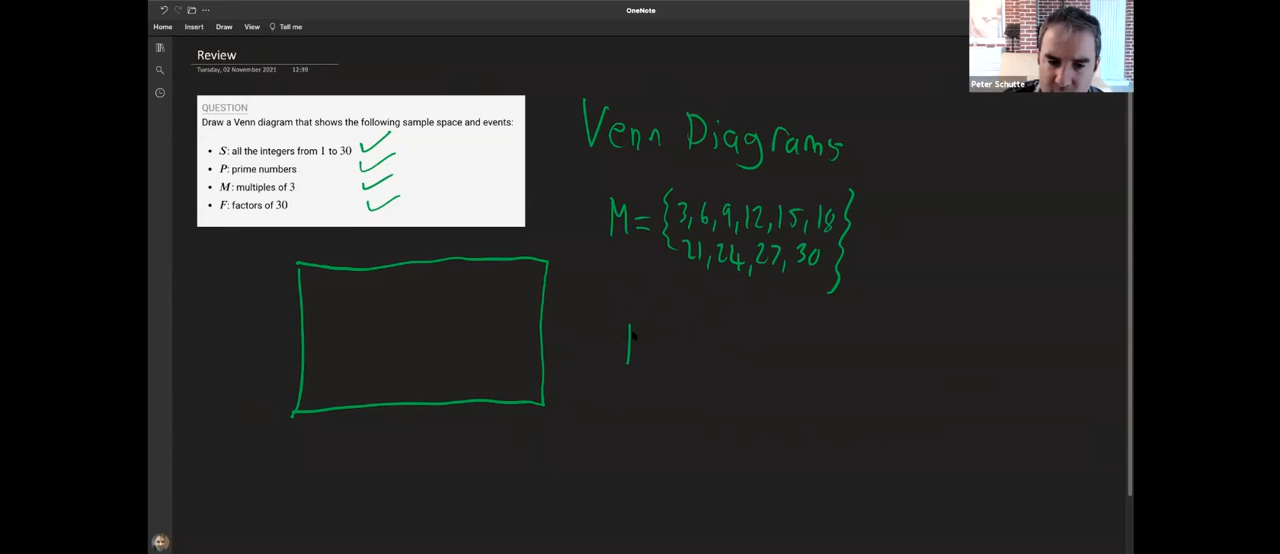 OneNote
Home Insert Draw View Tell me
Review
Tuesday, 02 November 2021 12:39
Peter Schutte
QUESTION
Draw a Venn diagram that shows the following sample space and events:
• S: all the integers from 1 to 30
• P: prime numbers
• M: multiples of 3
• F: factors of 30
Venn Diagrams
M = {3, 6, 9, 12, 15, 18
21, 24, 27, 30}